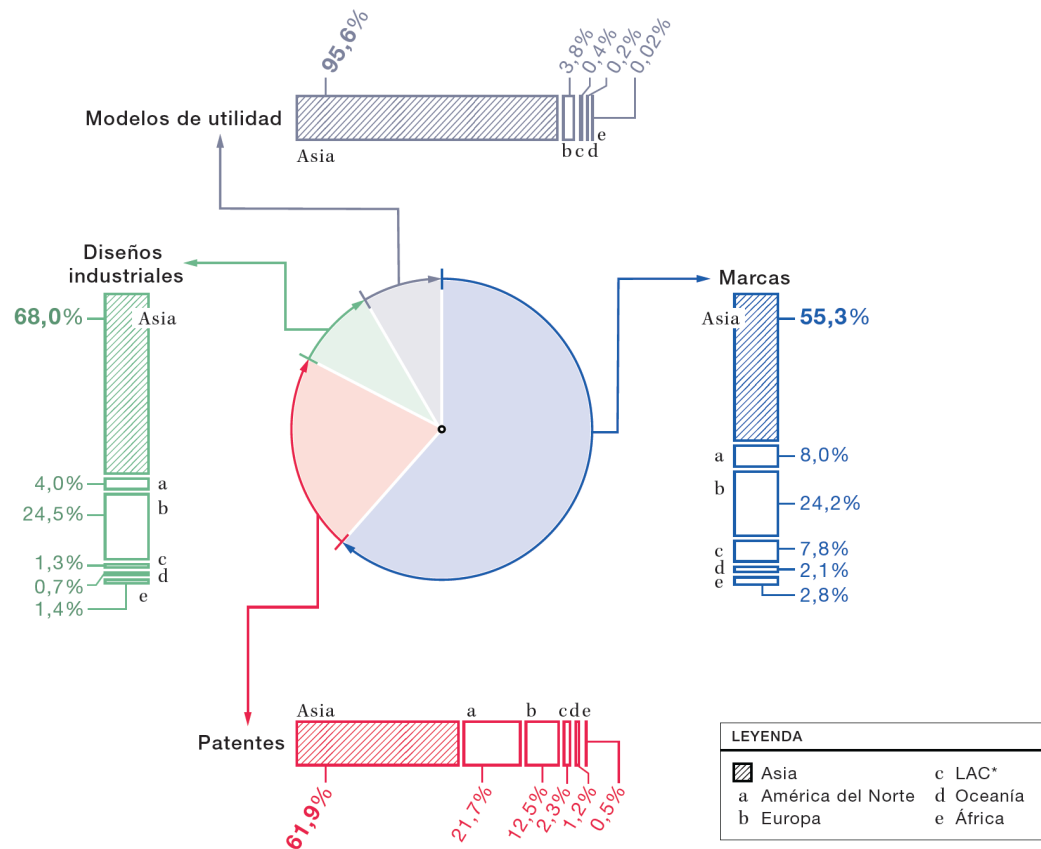 95,6%
3,8%
0,4%
0,2%
0,02%
Modelos de utilidad
Asia
b
c
d
e
Diseños
industriales
68,0%
Asia
4,0%
a
24,5%
b
1,3%
c
0,7%
d
1,4%
e
Marcas
Asia
55,3%
a
8,0%
b
24,2%
c
7,8%
d
2,1%
e
2,8%
Patentes
Asia
a
b
c
d
e
61,9%
21,7%
12,5%
2,3%
1,2%
0,5%
LEYENDA
Asia
a América del Norte
b Europa
c LAC*
d Oceanía
e África